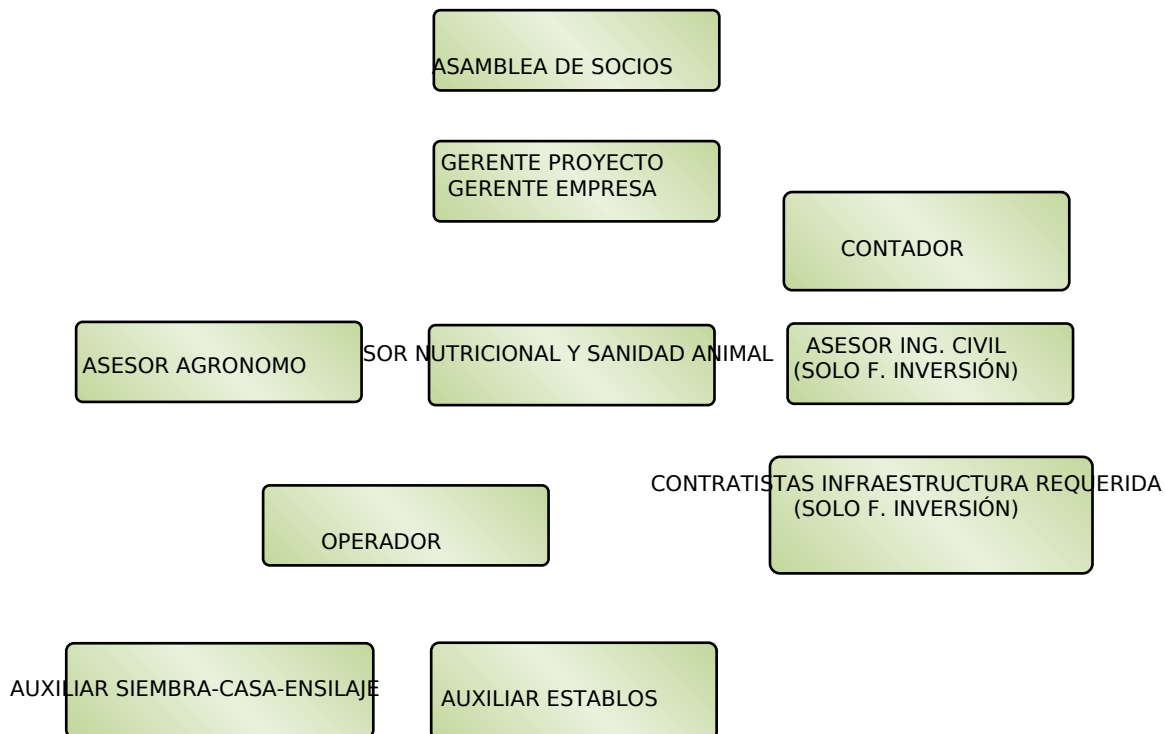 ASAMBLEA DE SOCIOS
GERENTE PROYECTO
GERENTE EMPRESA
CONTADOR
ASESOR AGRONOMO
SOR NUTRICIONAL Y SANIDAD ANIMAL
ASESOR ING. CIVIL
(SOLO F. INVERSIÓN)
CONTRATISTAS INFRAESTRUCTURA REQUERIDA
(SOLO F. INVERSIÓN)
OPERADOR
AUXILIAR SIEMBRA-CASA-ENSILAJE
AUXILIAR ESTABLOS